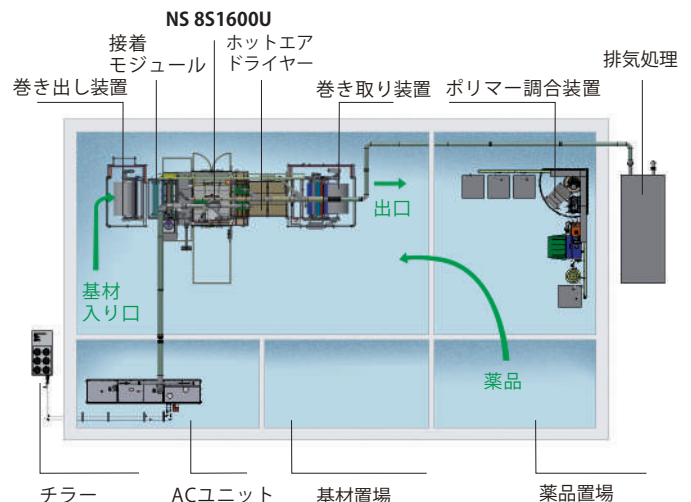 NS 8S1600U
接着
モジュール
ホットエア
ドライヤー
排気処理
巻き出し装置
巻き取り装置
ポリマー調合装置
出口
基材
入り口
薬品
チラー
ACユニット
基材置場
薬品置場